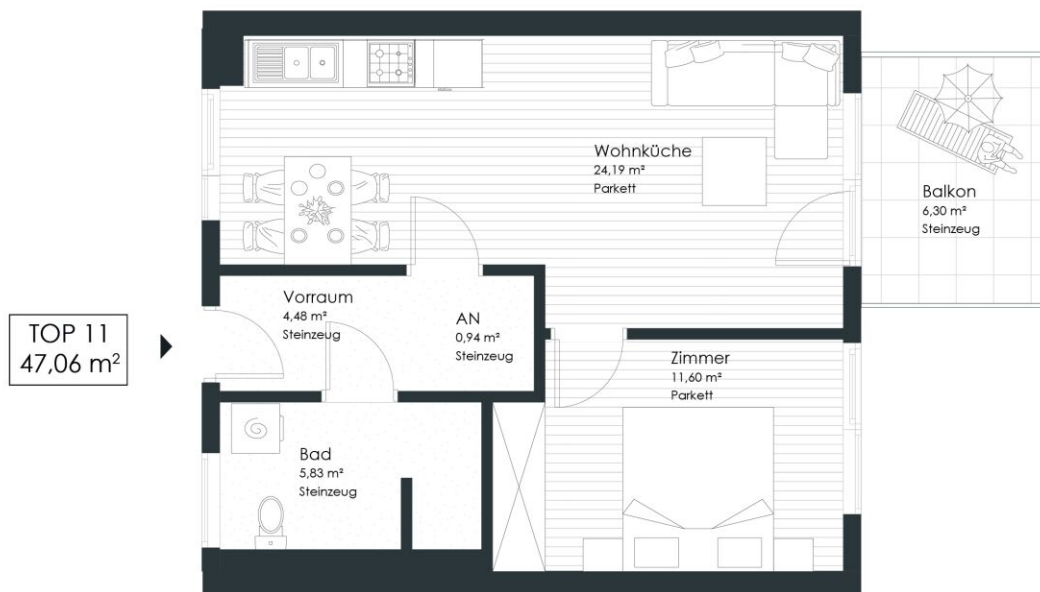 Wohnküche
24,19 m²
Parkett
Balkon
6,30 m²
Steinzeug
Vorraum
4,48 m²
Steinzeug
AN
0,94 m²
Steinzeug
TOP 11
47,06 m²
Zimmer
11,60 m²
Parkett
Bad
5,83 m²
Steinzeug